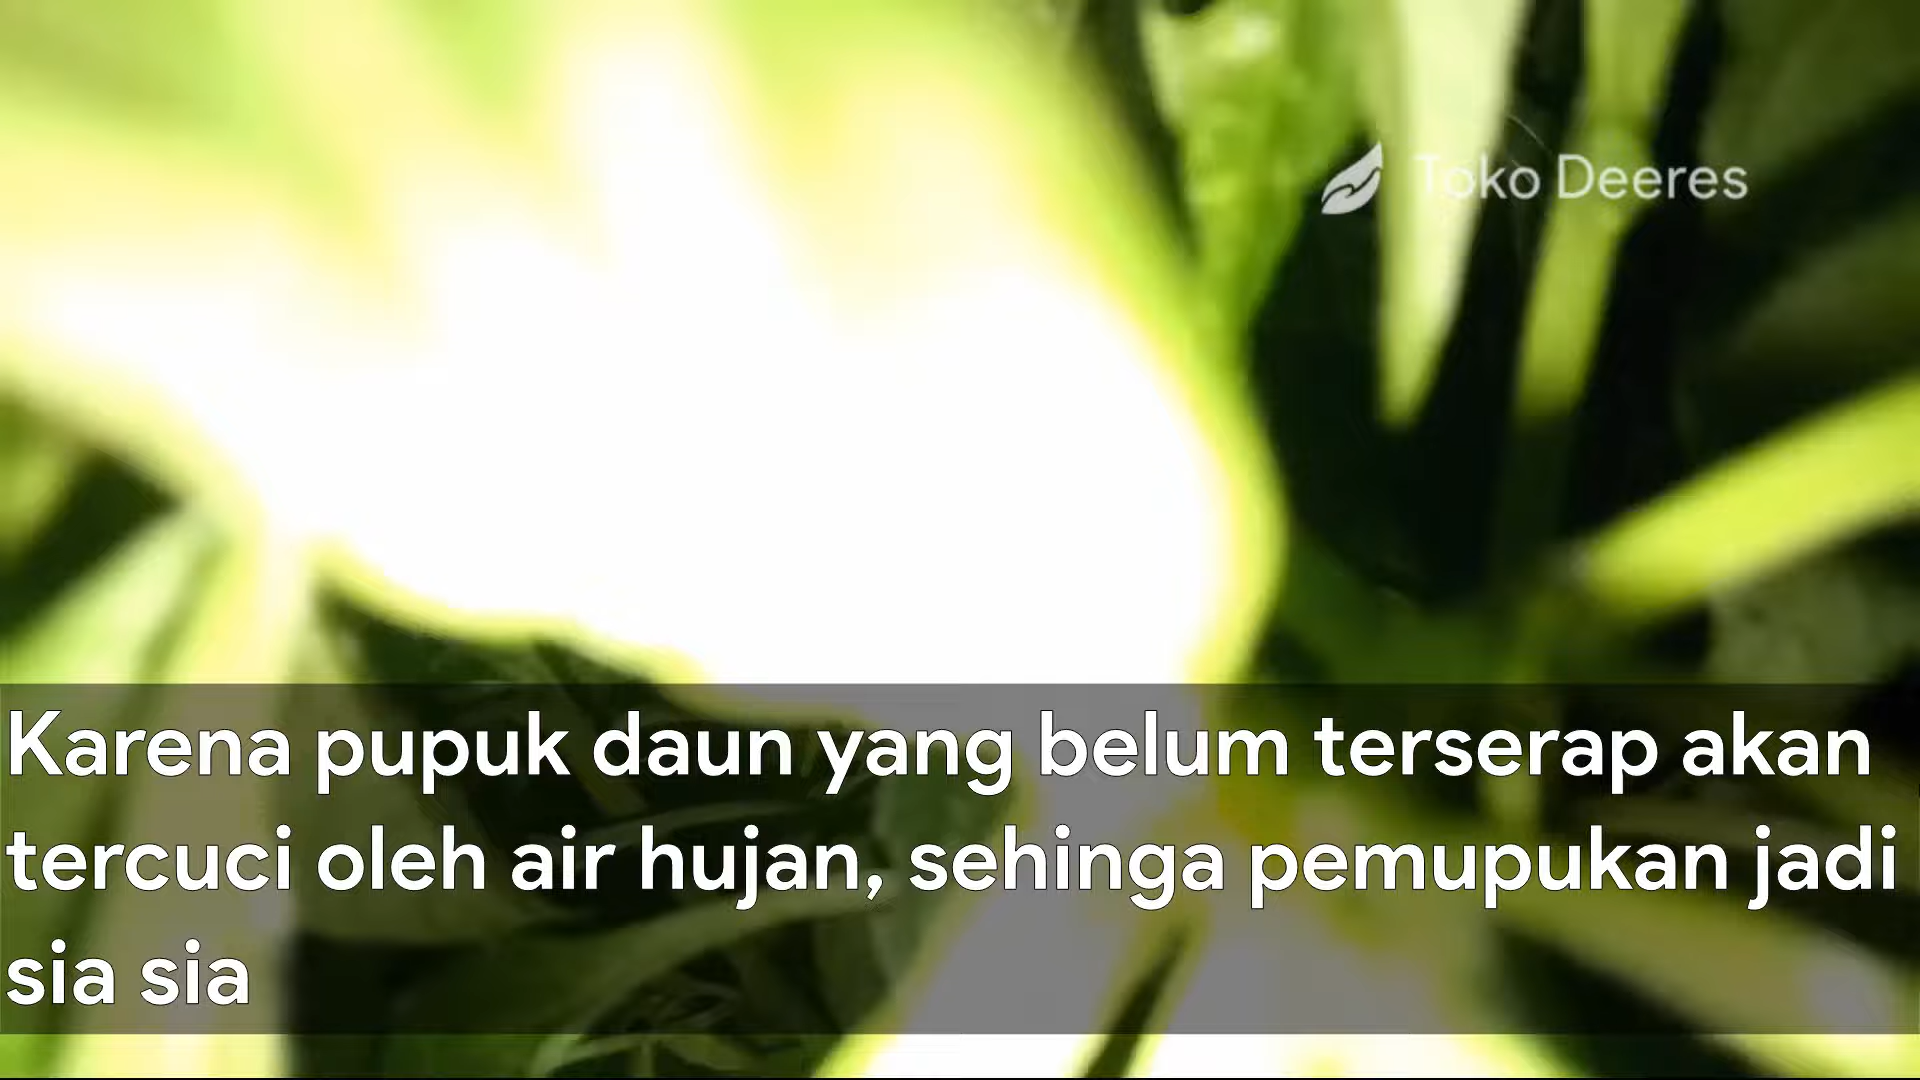 Toko Deeres
Karena pupuk daun yang belum terserap akan
tercuci oleh air hujan, sehinga pemupukan jadi
sia sia